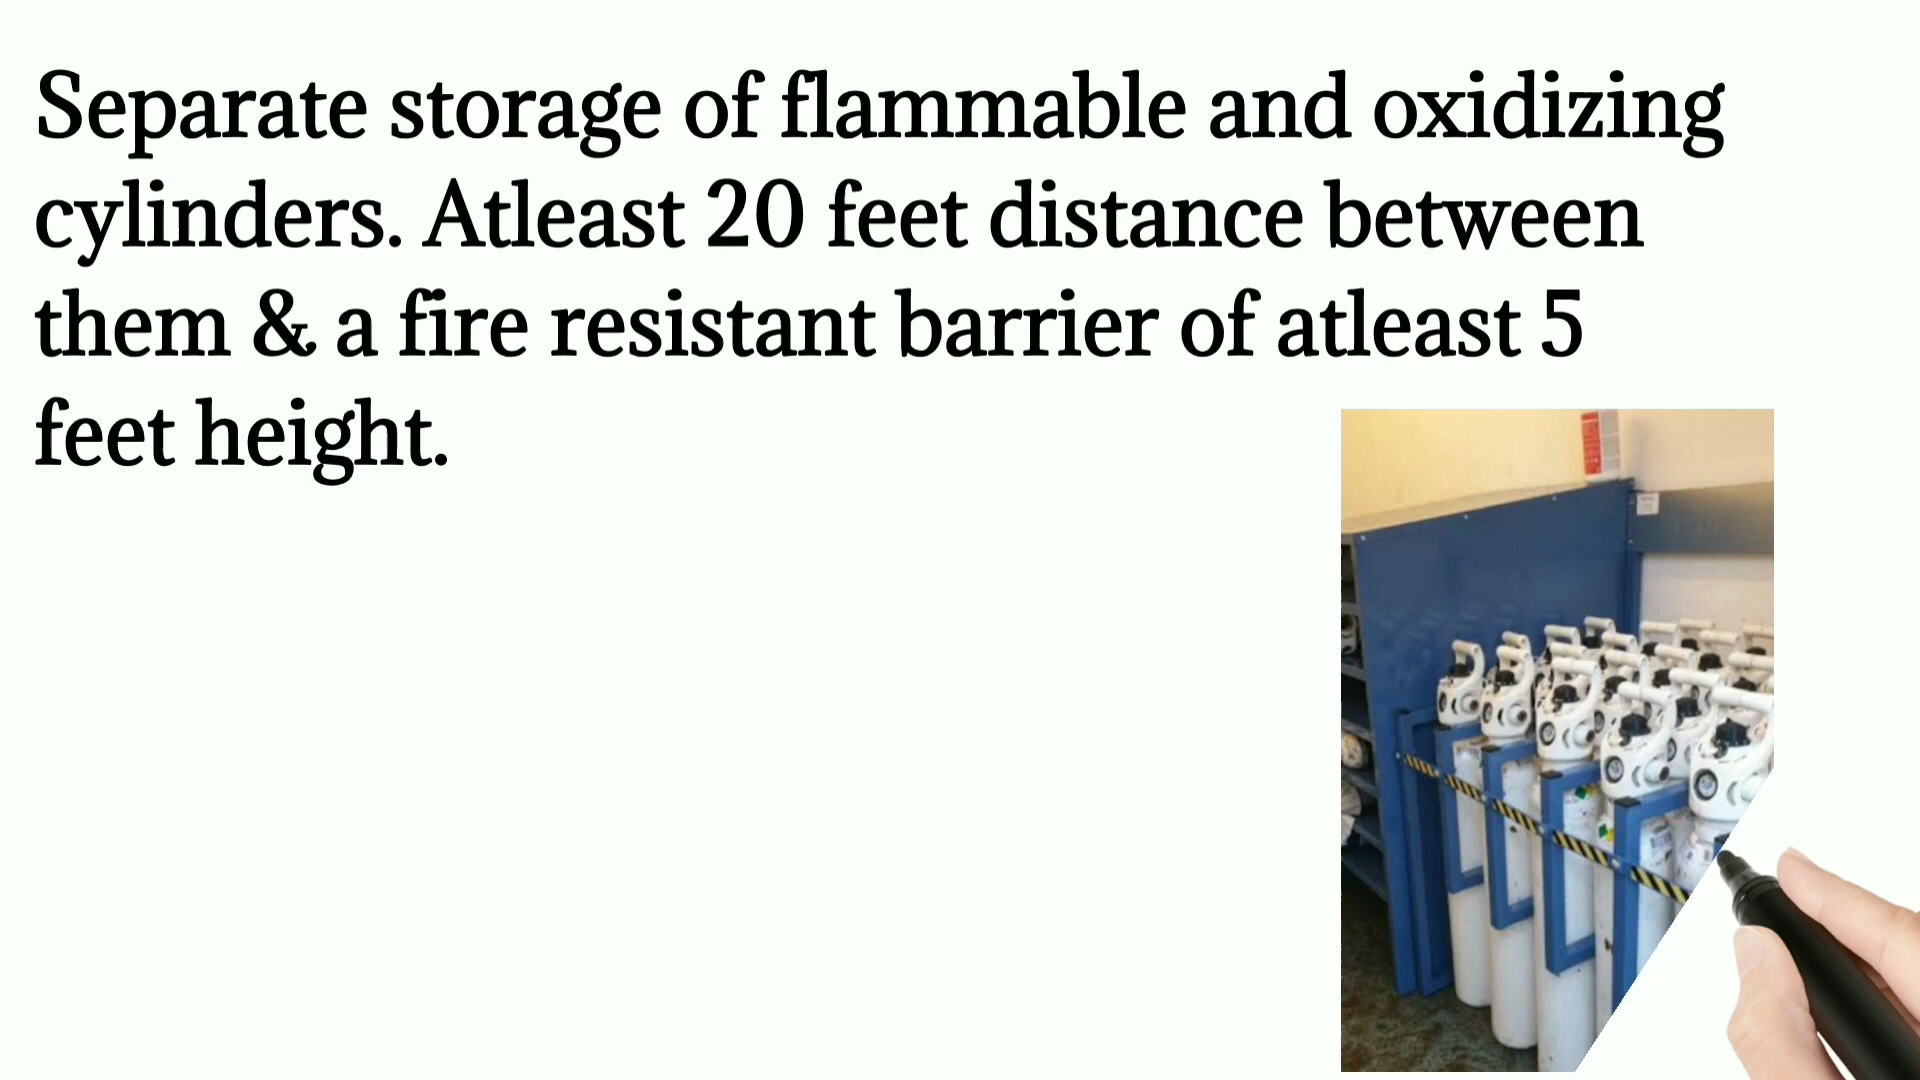 Separate storage of flammable and oxidizing
cylinders. Atleast 20 feet distance between
them & a fire resistant barrier of atleast 5
feet height.